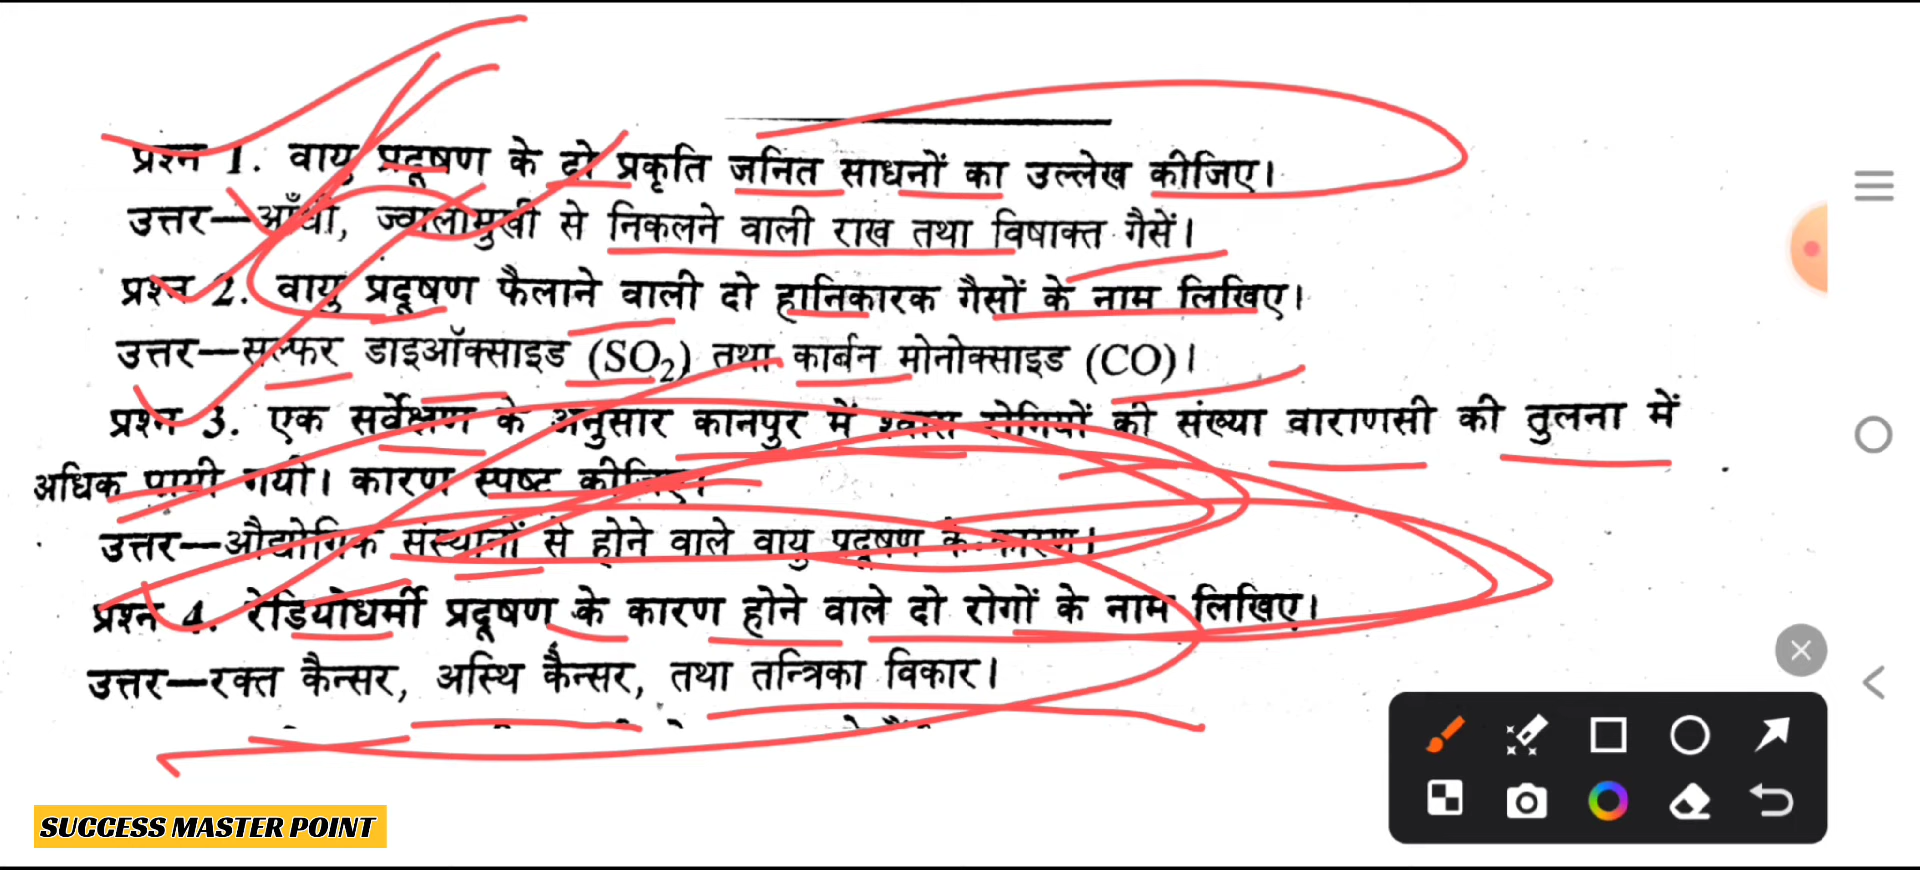 प्रश्न 1. वायु प्रदूषण के दो प्रकृति जनित साधनों का उल्लेख कीजिए।
उत्तर—आँधी, ज्वालामुखी से निकलने वाली राख तथा विषाक्त गैसें।
प्रश्न 2. वायु प्रदूषण फैलाने वाली दो हानिकारक गैसों के नाम लिखिए।
उत्तर—सल्फर डाइऑक्साइड (SO₂) तथा कार्बन मोनोक्साइड (CO)।
प्रश्न 3. एक सर्वेक्षण के अनुसार कानपुर में श्वास रोगियों की संख्या वाराणसी की तुलना में
अधिक पायी गयी। कारण स्पष्ट कीजिए।
उत्तर—औद्योगिक संस्थानों से होने वाले वायु प्रदूषण के कारण।
प्रश्न 4. रेडियोधर्मी प्रदूषण के कारण होने वाले दो रोगों के नाम लिखिए।
उत्तर—रक्त कैन्सर, अस्थि कैन्सर, तथा तन्त्रिका विकार।
SUCCESS MASTER POINT